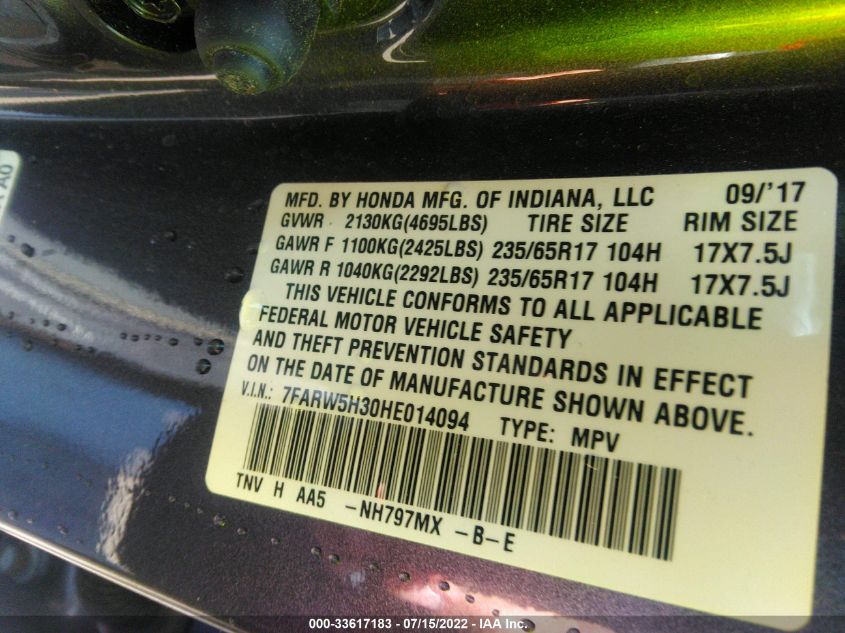 MFD. BY HONDA MFG. OF INDIANA, LLC 09/'17
GVWR 2130KG(4695LBS) TIRE SIZE RIM SIZE
GAWR F 1100KG(2425LBS) 235/65R17 104H 17X7.5J
GAWR R 1040KG(2292LBS) 235/65R17 104H 17X7.5J
THIS VEHICLE CONFORMS TO ALL APPLICABLE
FEDERAL MOTOR VEHICLE SAFETY
AND THEFT PREVENTION STANDARDS IN EFFECT
ON THE DATE OF MANUFACTURE SHOWN ABOVE.
V.I.N.: 7FARW5H30HE014094 TYPE: MPV
TNV H AA5 -NH797MX -B-E
A0
000-33617183 - 07/15/2022 - IAA Inc.